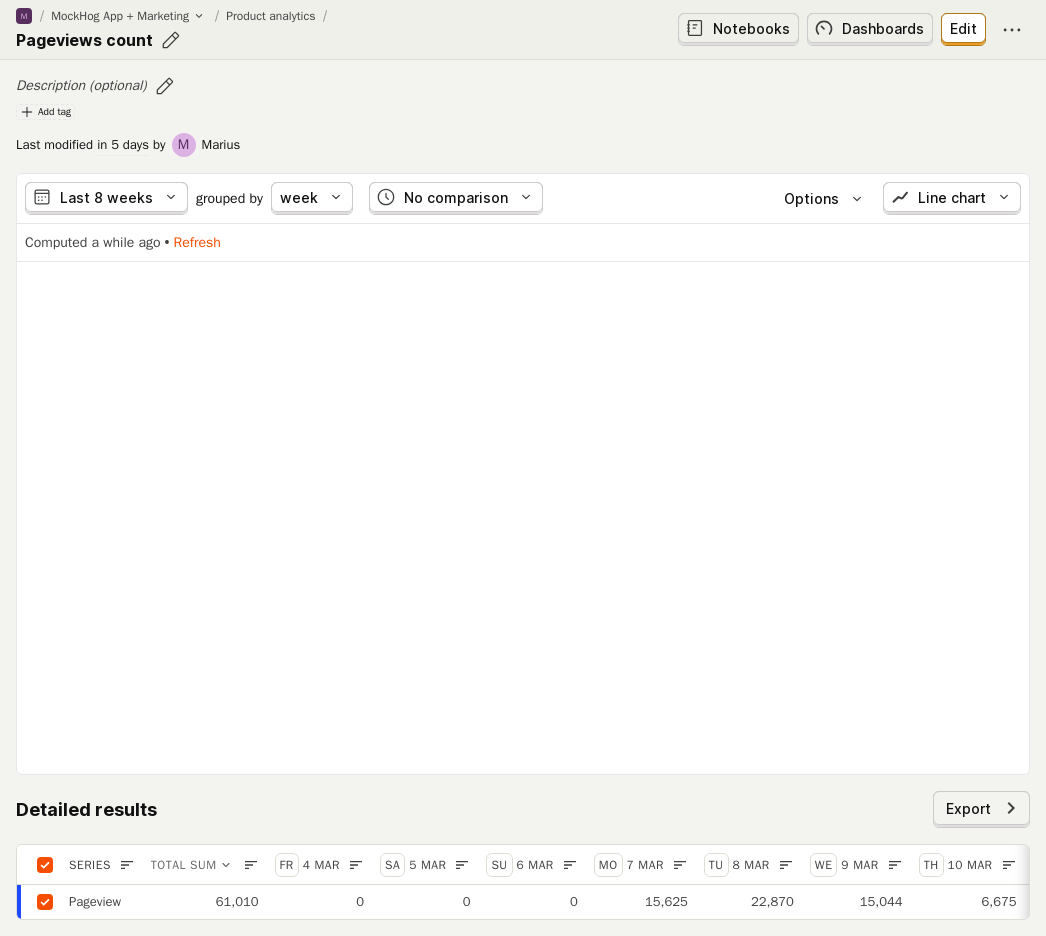 M / MockHog App + Marketing / Product analytics /
Pageviews count
Notebooks Dashboards Edit
Description (optional)
Add tag
Last modified in 5 days by M Marius
Last 8 weeks grouped by week No comparison Options Line chart
Computed a while ago • Refresh
Detailed results
Export
SERIES TOTAL SUM FR 4 MAR SA 5 MAR SU 6 MAR MO 7 MAR TU 8 MAR WE 9 MAR TH 10 MAR
Pageview 61,010 0 0 0 15,625 22,870 15,044 6,675